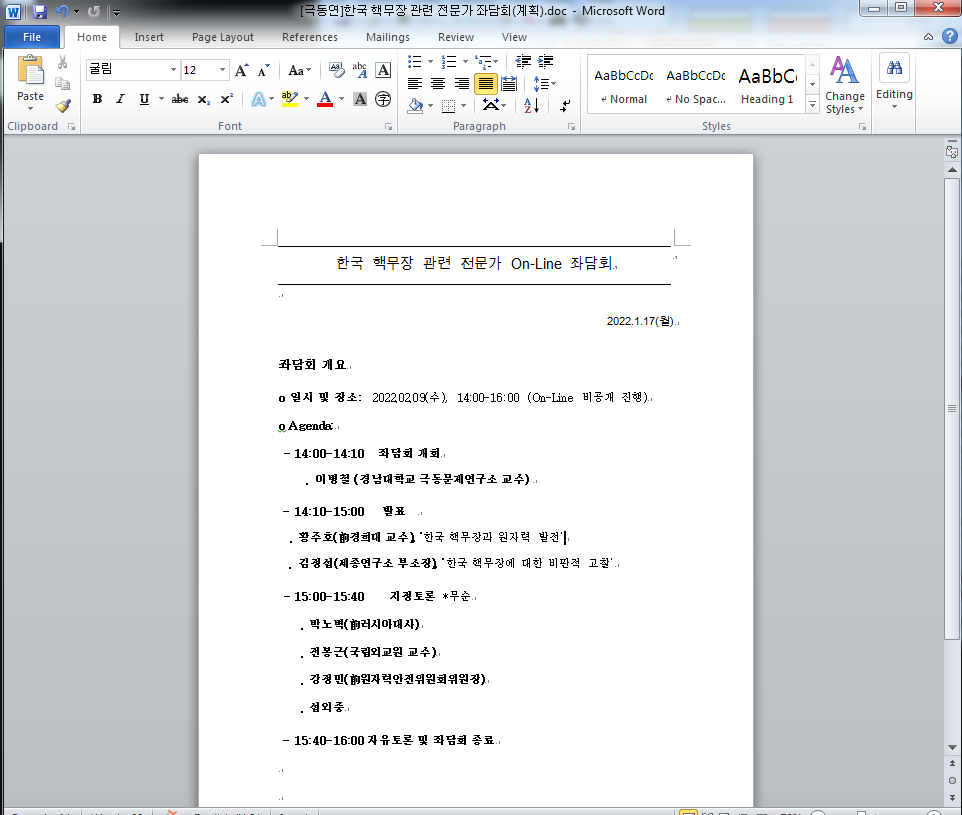 [극동연]한국 핵무장 관련 전문가 좌담회(계획).doc - Microsoft Word
File Home Insert Page Layout References Mailings Review View
Paste
굴림 12
Aa
abc
B I U abe X₂ X²
AaBbCcDc AaBbCcDc AaBbC
Normal No Spac... Heading 1
Change Styles
Editing
Clipboard Font Paragraph Styles
한국 핵무장 관련 전문가 On-Line 좌담회
2022.1.17(월)
좌담회 개요
o 일시 및 장소: 2022.02.09(수), 14:00-16:00 (On-Line 비공개 진행)
o Agenda:
- 14:00-14:10 좌담회 개회
. 이병철 (경남대학교 극동문제연구소 교수)
- 14:10-15:00 발표
. 황주호(前경희대 교수), '한국 핵무장과 원자력 발전'
. 김정섭(세종연구소 부소장), '한국 핵무장에 대한 비판적 고찰'
- 15:00-15:40 지정토론 *무순
. 박노벽(前러시아대사)
. 전봉근(국립외교원 교수)
. 강정민(前원자력안전위원회위원장)
. 섭외중
- 15:40-16:00 자유토론 및 좌담회 종료